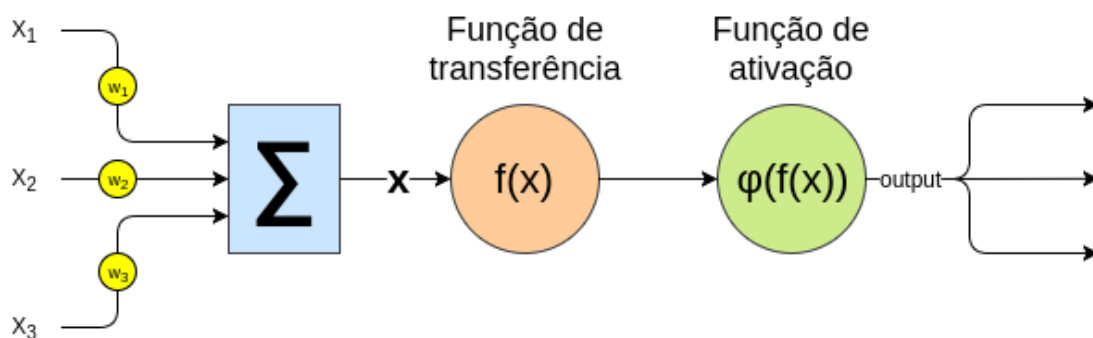 X₁
w₁
X₂
w₂
X₃
w₃
Σ
x
Função de
transferência
f(x)
Função de
ativação
φ(f(x))
output